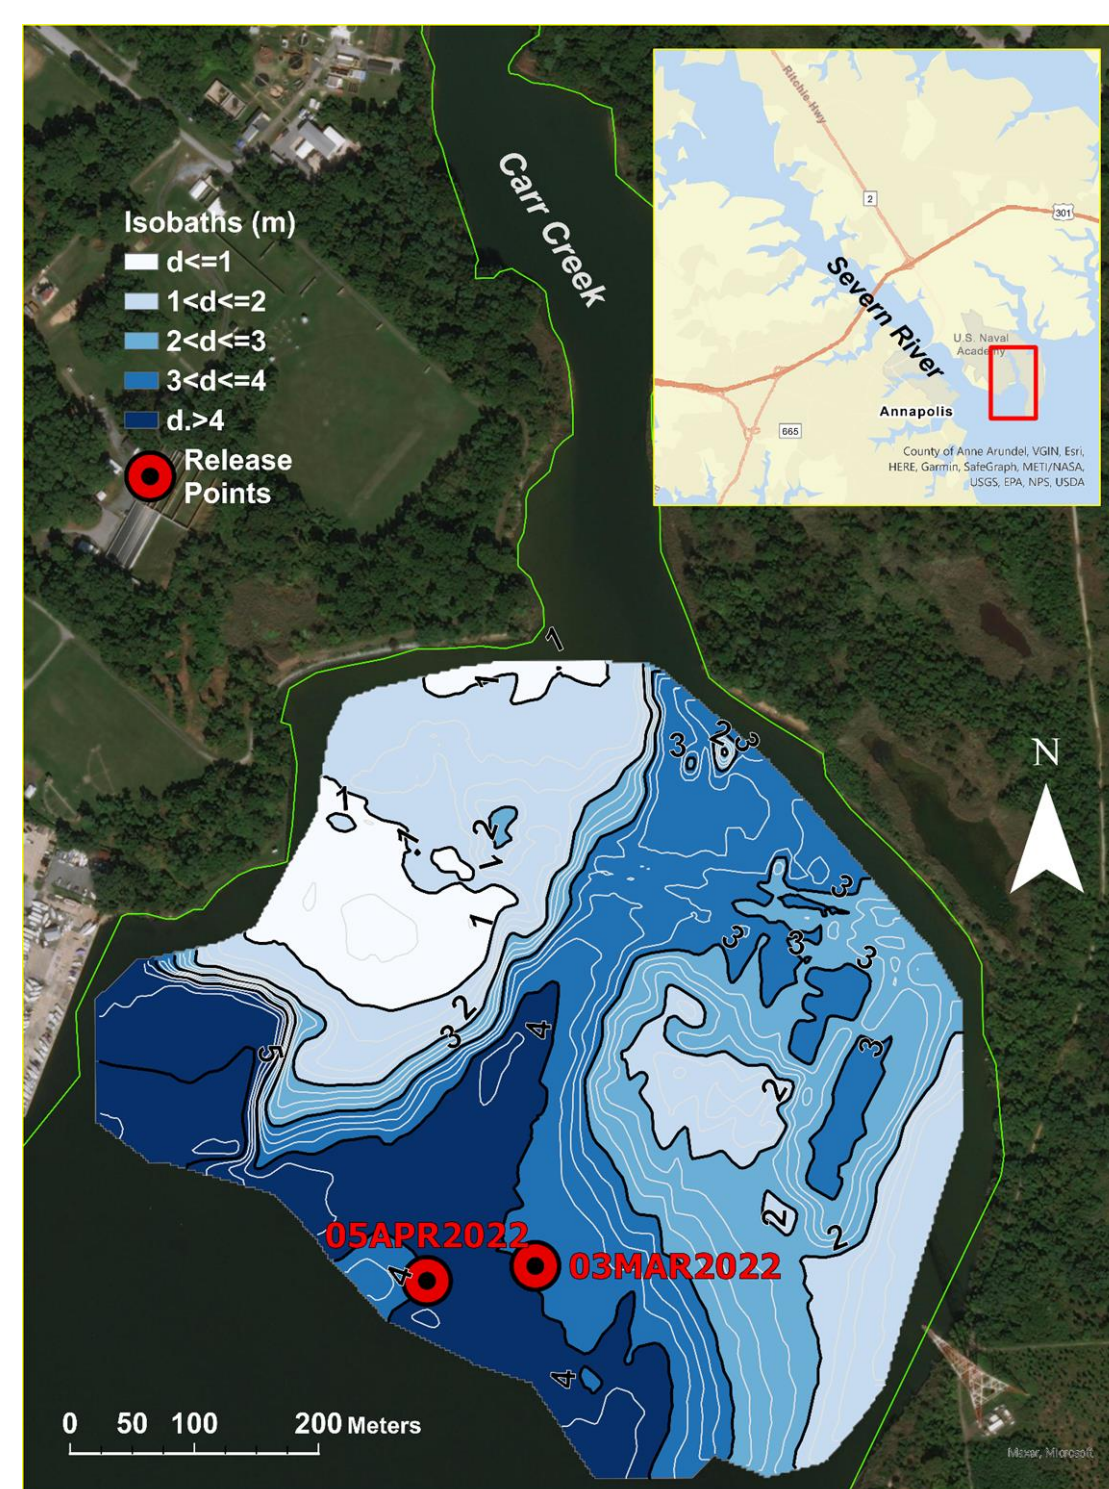 Carr Creek
Isobaths (m)
d<=1
1<d<=2
2<d<=3
3<d<=4
d.>4
Release
Points
Ritchie Hwy
2
301
Severn River
U.S. Naval
Academy
Annapolis
665
County of Anne Arundel, VGIN, Esri,
HERE, Garmin, SafeGraph, METI/NASA,
USGS, EPA, NPS, USDA
1
1
2
3
3
N
1
2
1
1
3
1
3
3
3
2
3
4
5
3
2
2
2
05APR2022
03MAR2022
4
4
0 50 100 200 Meters
Maxar, Microsoft